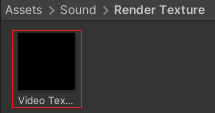 Assets > Sound > Render Texture
Video Tex...